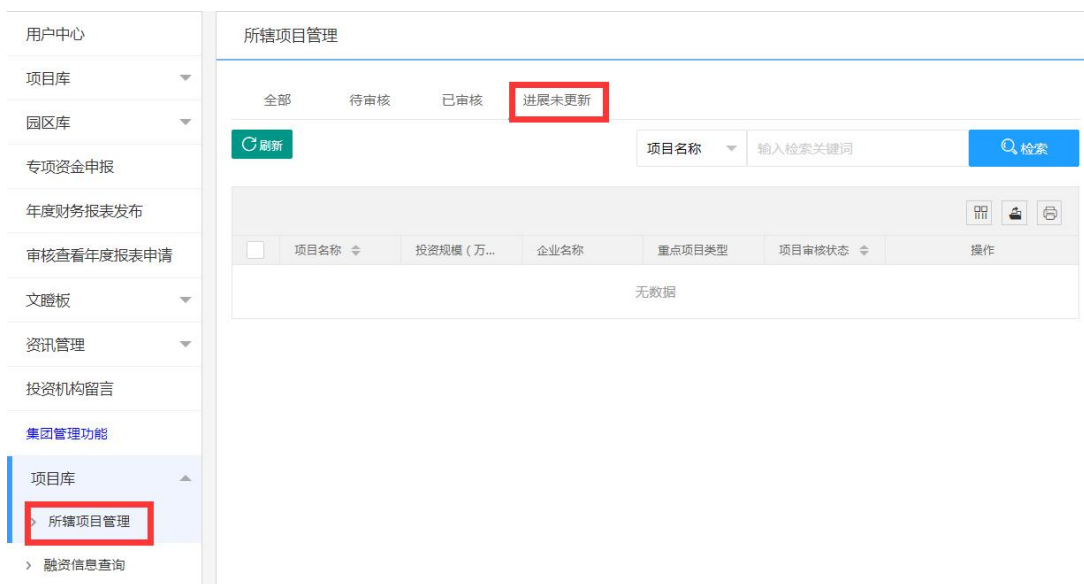 用户中心
项目库
园区库
专项资金申报
年度财务报表发布
审核查看年度报表申请
文瞪板
资讯管理
投资机构留言
集团管理功能
项目库
所辖项目管理
融资信息查询
所辖项目管理
全部 待审核 已审核 进展未更新
刷新 项目名称 输入检索关键词 检索
项目名称 投资规模（万... 企业名称 重点项目类型 项目审核状态 操作
无数据